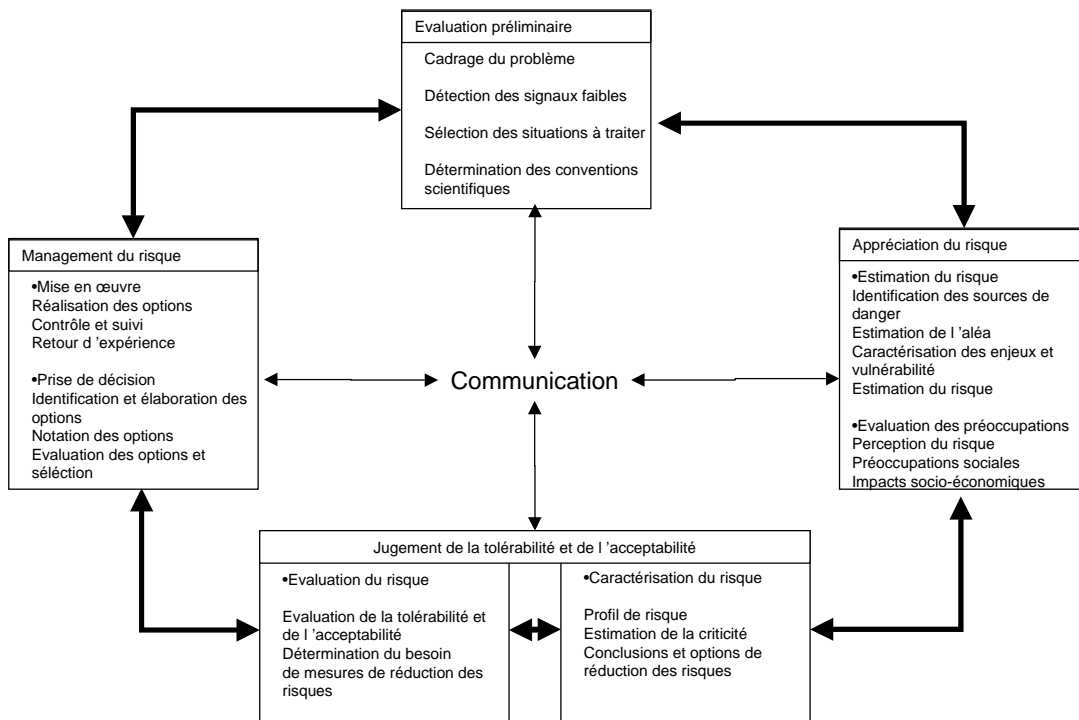 Evaluation préliminaire
Cadrage du problème
Détection des signaux faibles
Sélection des situations à traiter
Détermination des conventions
scientifiques
Management du risque
•Mise en œuvre
Réalisation des options
Contrôle et suivi
Retour d ’expérience
•Prise de décision
Identification et élaboration des
options
Notation des options
Evaluation des options et
séléction
Communication
Appréciation du risque
•Estimation du risque
Identification des sources de
danger
Estimation de l ’aléa
Caractérisation des enjeux et
vulnérabilité
Estimation du risque
•Evaluation des préoccupations
Perception du risque
Préoccupations sociales
Impacts socio-économiques
Jugement de la tolérabilité et de l ’acceptabilité
•Evaluation du risque
Evaluation de la tolérabilité et
de l ’acceptabilité
Détermination du besoin
de mesures de réduction des
risques
•Caractérisation du risque
Profil de risque
Estimation de la criticité
Conclusions et options de
réduction des risques